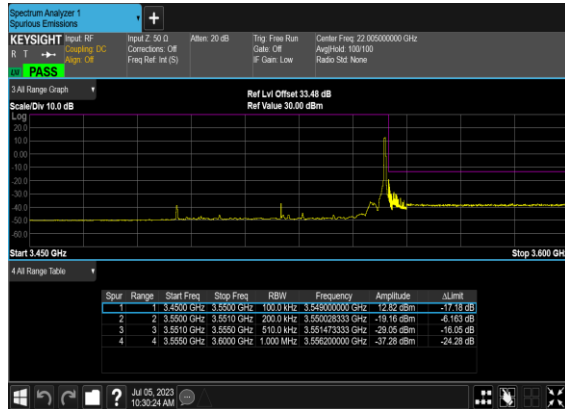 Spectrum Analyzer 1
Spurious Emissions
+
KEYSIGHT Input: RF Input Z: 50 Ω Atten: 20 dB Trig: Free Run Center Freq: 22.005000000 GHz
R T Coupling: DC Corrections: Off Gate: Off Avg|Hold: 100/100
Align: Off Freq Ref: Int (S) IF Gain: Low Radio Std: None
PASS
3 All Range Graph
Ref Lvl Offset 33.48 dB
Scale/Div 10.0 dB Ref Value 30.00 dBm
Log
20.0
10.0
0.00
-10.0
-20.0
-30.0
-40.0
-50.0
-60.0
Start 3.450 GHz Stop 3.600 GH
4 All Range Table
Spur Range Start Freq Stop Freq RBW Frequency Amplitude ΔLimit
1 1 3.4500 GHz 3.5500 GHz 100.0 kHz 3.549000000 GHz 12.82 dBm -17.18 dB
2 2 3.5500 GHz 3.5510 GHz 200.0 kHz 3.550028333 GHz -19.16 dBm -6.163 dB
3 3 3.5510 GHz 3.5550 GHz 510.0 kHz 3.551473333 GHz -29.05 dBm -16.05 dB
4 4 3.5550 GHz 3.6000 GHz 1.000 MHz 3.556200000 GHz -37.28 dBm -24.28 dB
? Jul 05, 2023
10:30:24 AM